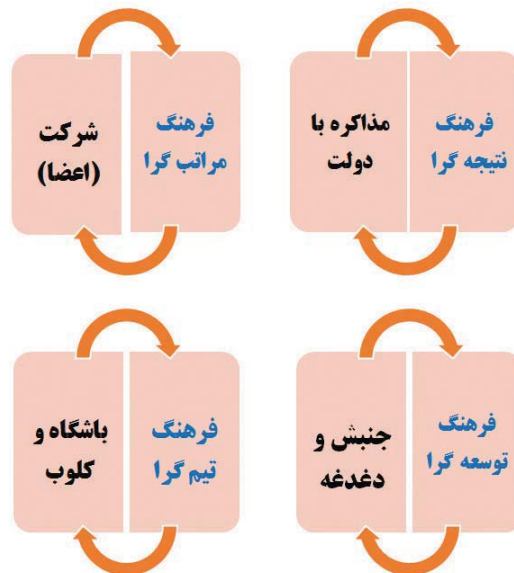 فرهنگ
نتیجه گرا
مذاکره با
دولت
فرهنگ
مراتب گرا
شرکت
(اعضا)
فرهنگ
توسعه گرا
جنبش و
دغدغه
فرهنگ
تیم گرا
باشگاه و
کلوب